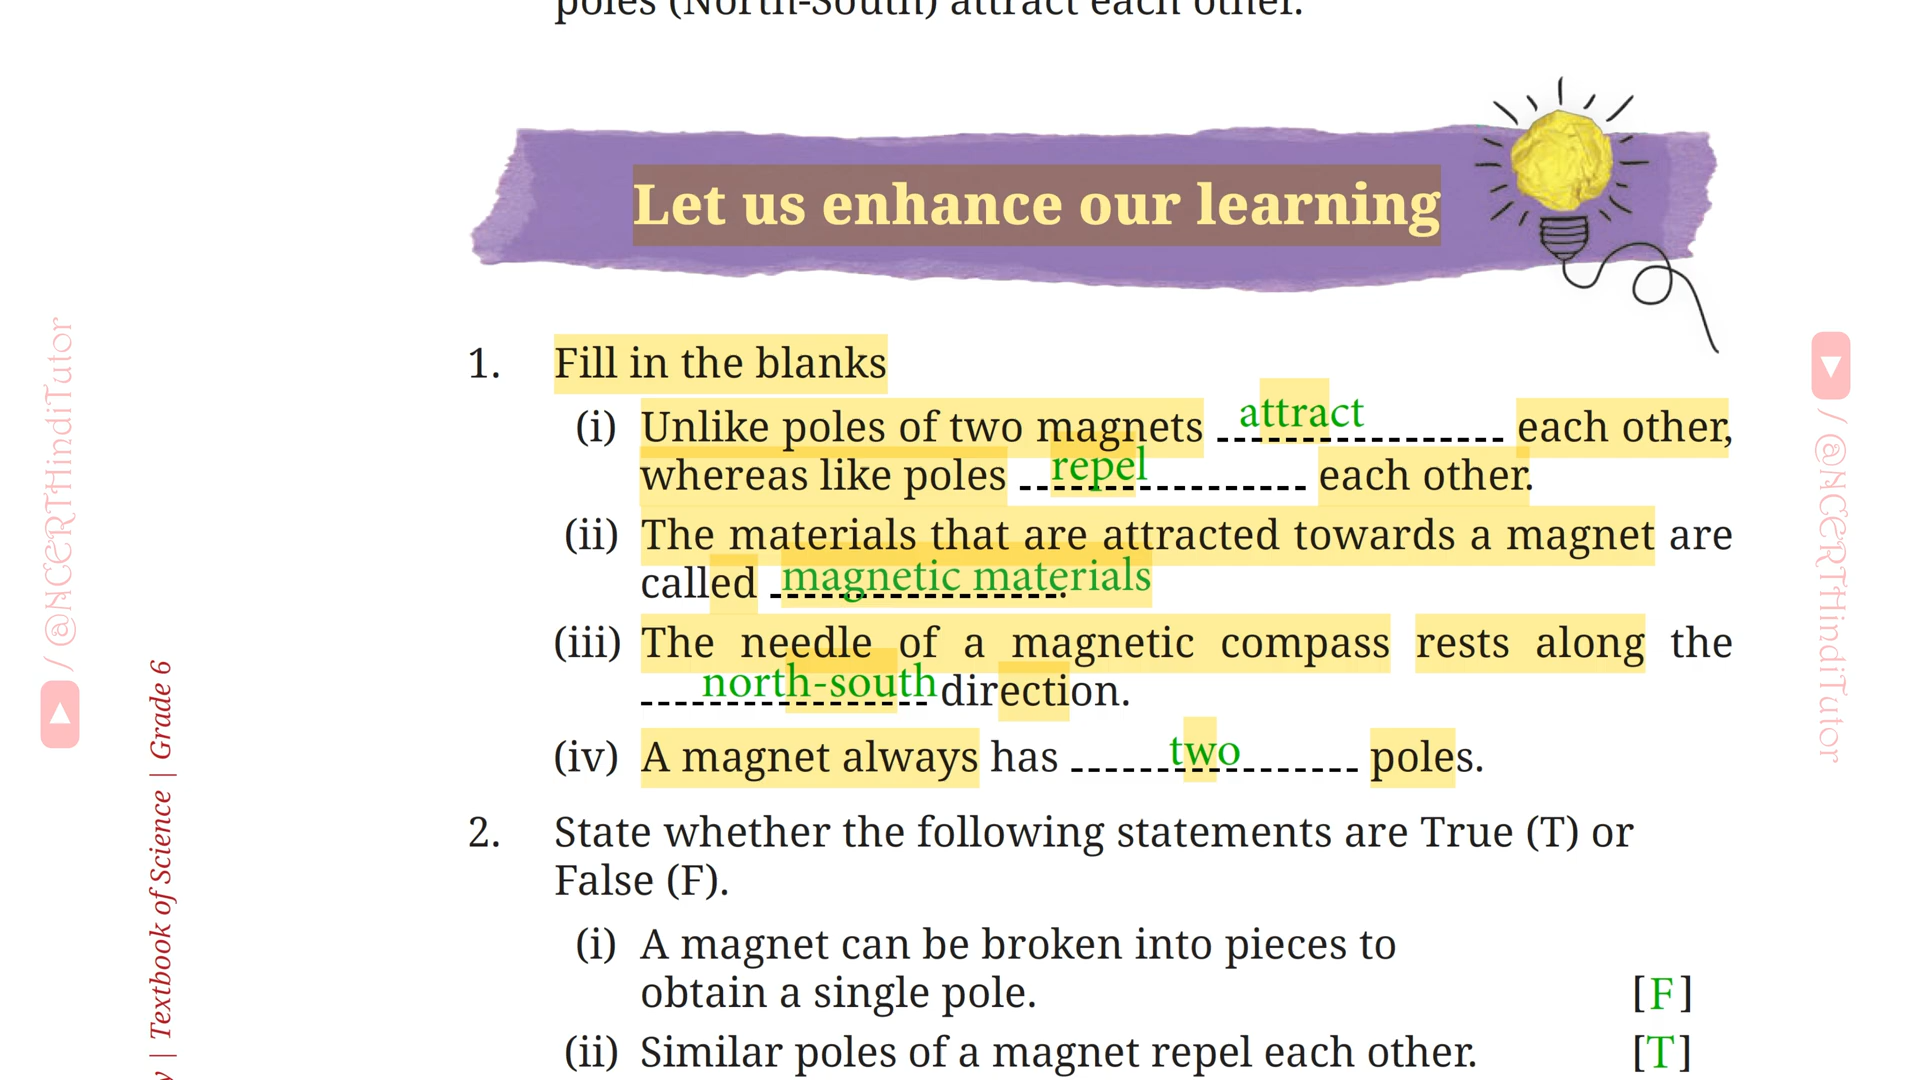 poles (North-South) attract each other.
Let us enhance our learning
1. Fill in the blanks
(i) Unlike poles of two magnets attract each other,
whereas like poles repel each other.
(ii) The materials that are attracted towards a magnet are
called magnetic materials.
(iii) The needle of a magnetic compass rests along the
north-south direction.
(iv) A magnet always has two poles.
2. State whether the following statements are True (T) or
False (F).
(i) A magnet can be broken into pieces to
obtain a single pole. [F]
(ii) Similar poles of a magnet repel each other. [T]
/ @NCERTHindiTutor
| Textbook of Science | Grade 6
/ @NCERTHindiTutor